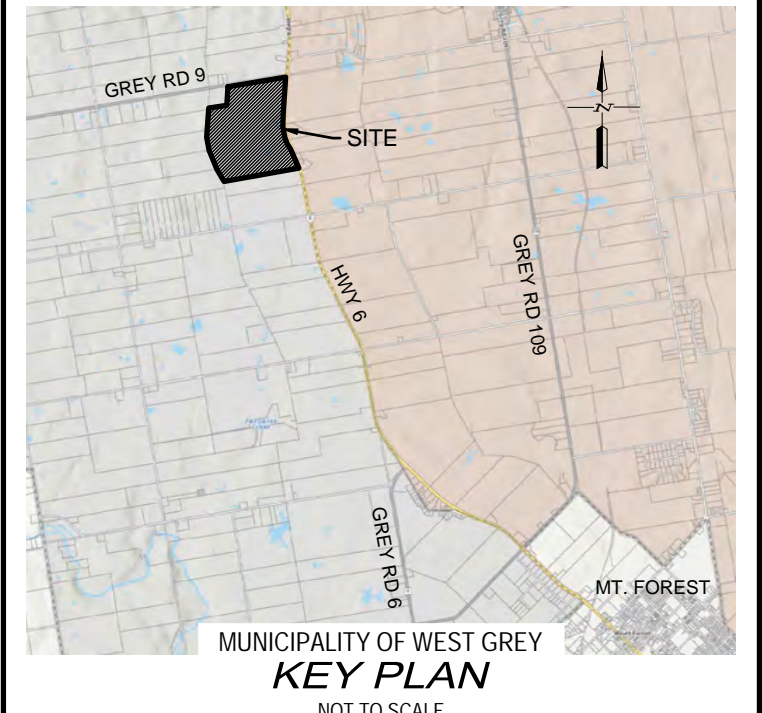 GREY RD 9
N
SITE
HWY 6
GREY RD 109
GREY RD 6
MT. FOREST
MUNICIPALITY OF WEST GREY
KEY PLAN
NOT TO SCALE